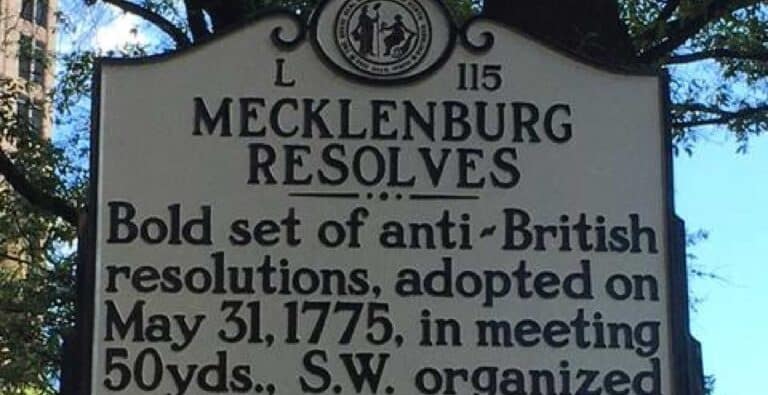 L 115
MECKLENBURG
RESOLVES
Bold set of anti-British
resolutions, adopted on
May 31, 1775, in meeting
50yds., S.W. organized